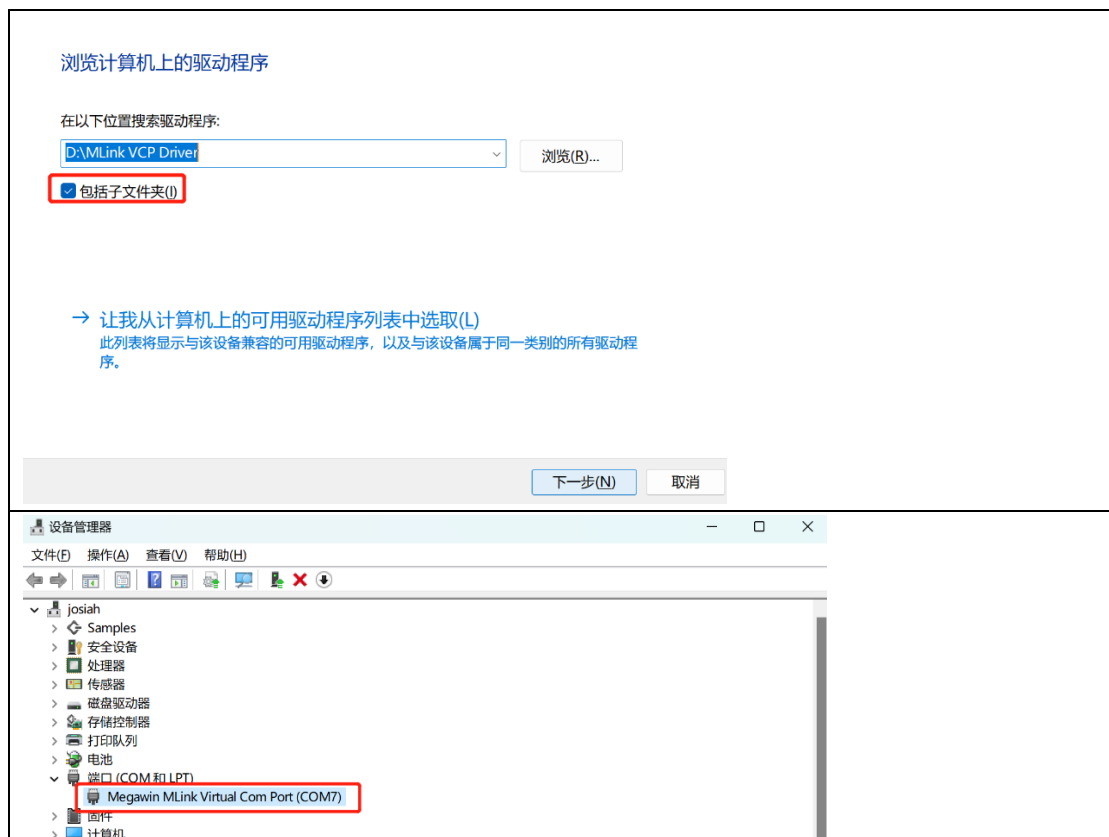 浏览计算机上的驱动程序
在以下位置搜索驱动程序:
D:\MLink VCP Driver
浏览(R)...
包括子文件夹(I)
→ 让我从计算机上的可用驱动程序列表中选取(L)
此列表将显示与该设备兼容的可用驱动程序，以及与该设备属于同一类别的所有驱动程
序。
下一步(N)
取消
设备管理器
文件(F) 操作(A) 查看(V) 帮助(H)
josiah
Samples
安全设备
处理器
传感器
磁盘驱动器
存储控制器
打印队列
电池
端口 (COM 和 LPT)
Megawin MLink Virtual Com Port (COM7)
固件
计算机